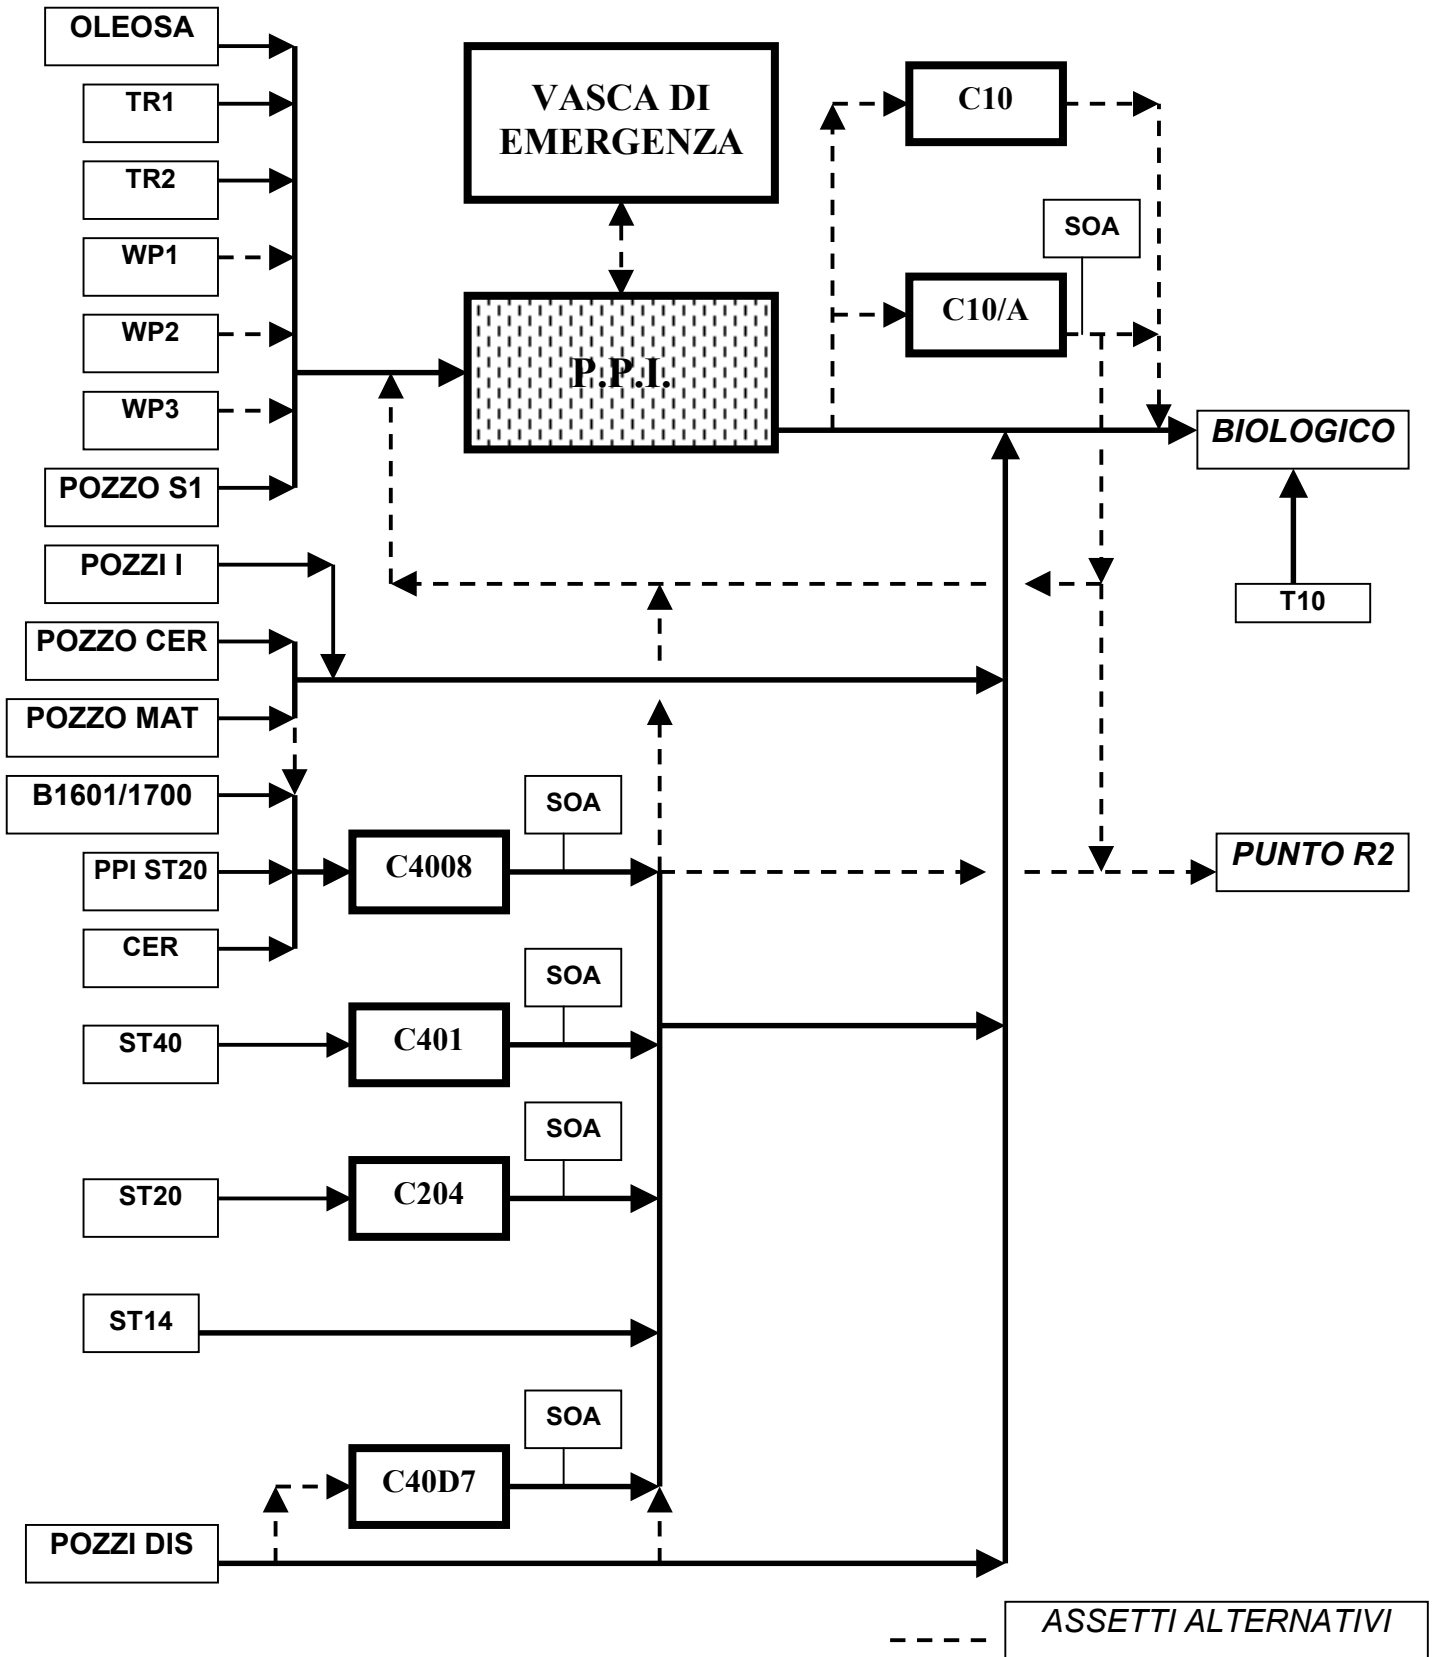 OLEOSA
TR1
TR2
WP1
WP2
WP3
POZZO S1
POZZI I
POZZO CER
POZZO MAT
B1601/1700
PPI ST20
CER
ST40
ST20
ST14
POZZI DIS
VASCA DI
EMERGENZA
P.P.I.
C10
SOA
C10/A
BIOLOGICO
T10
SOA
C4008
PUNTO R2
SOA
C401
SOA
C204
SOA
C40D7
ASSETTI ALTERNATIVI